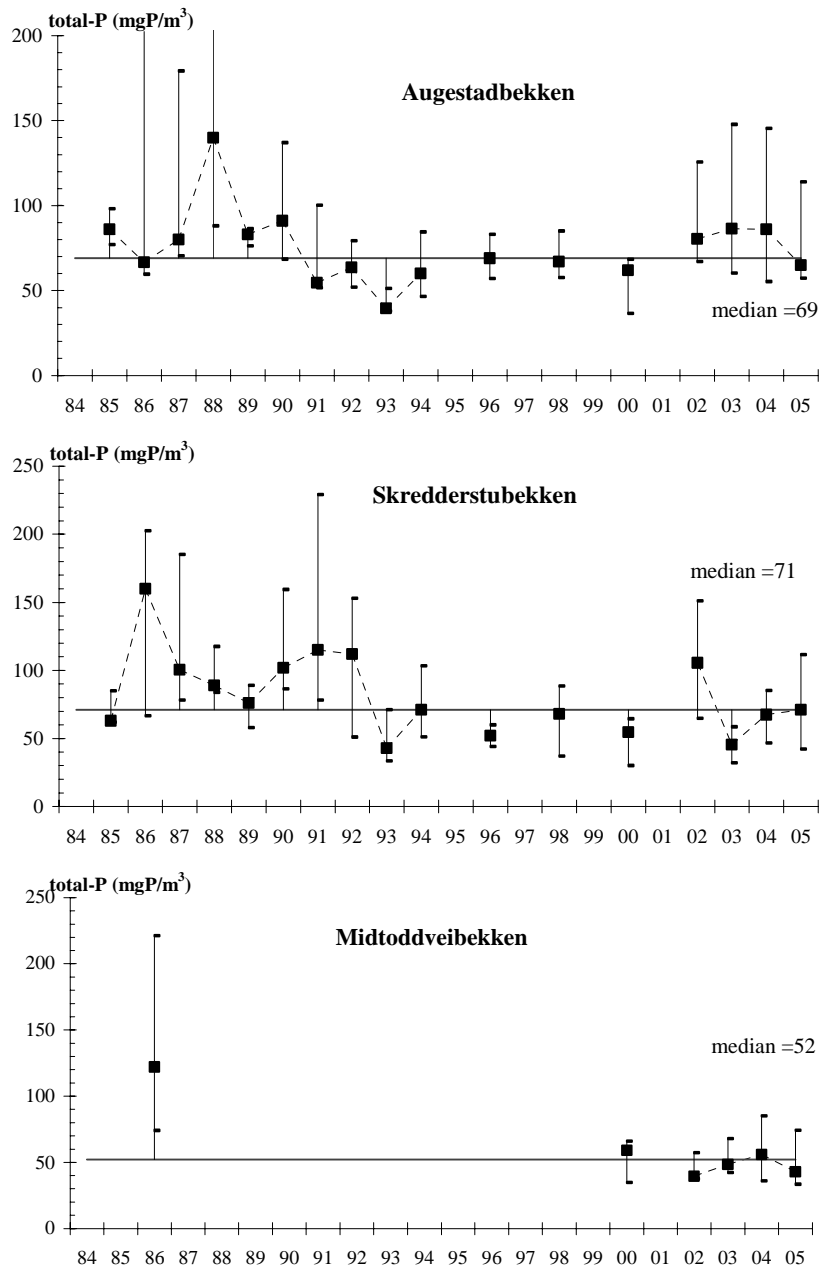 total-P (mgP/m³)
200
Augestadbekken
150
100
50
median =69
0
84 85 86 87 88 89 90 91 92 93 94 95 96 97 98 99 00 01 02 03 04 05
total-P (mgP/m³)
250
Skredderstubekken
200
median =71
150
100
50
0
84 85 86 87 88 89 90 91 92 93 94 95 96 97 98 99 00 01 02 03 04 05
total-P (mgP/m³)
250
Midtoddveibekken
200
150
median =52
100
50
0
84 85 86 87 88 89 90 91 92 93 94 95 96 97 98 99 00 01 02 03 04 05